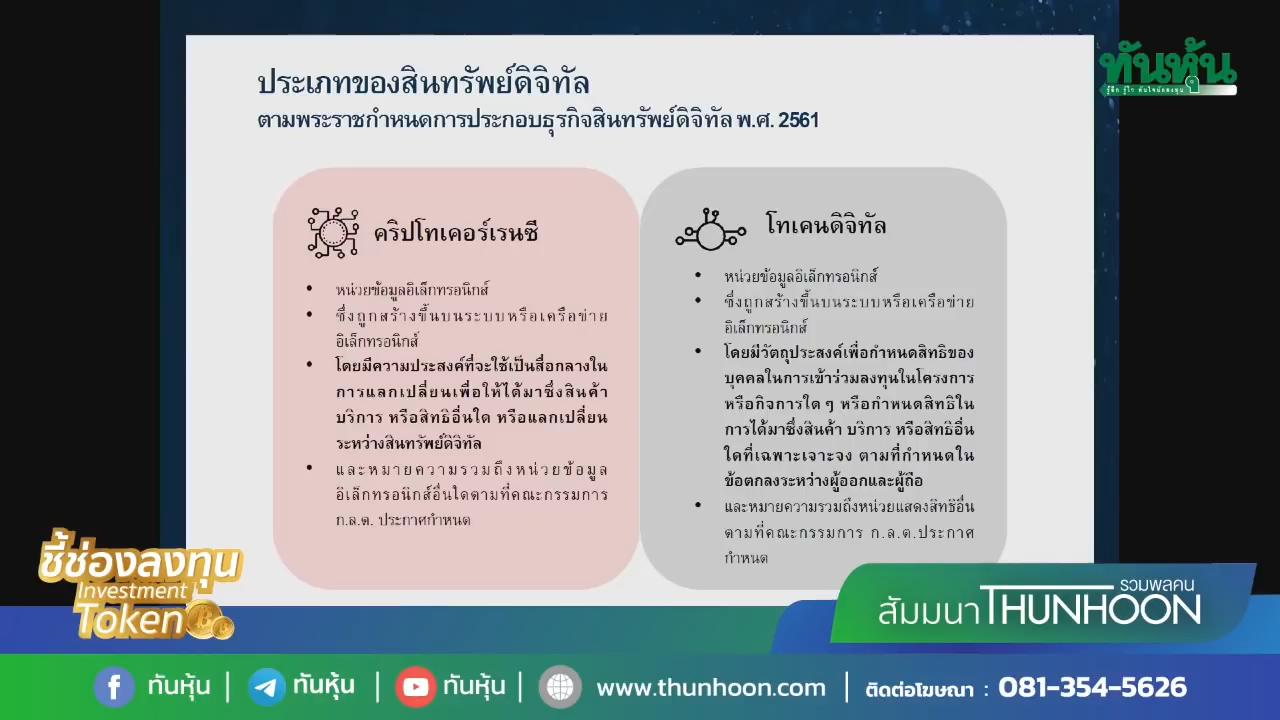 ทันหุ้น
รู้ลึก รู้ไว ทันใจนักลงทุน
ประเภทของสินทรัพย์ดิจิทัล
ตามพระราชกำหนดการประกอบธุรกิจสินทรัพย์ดิจิทัล พ.ศ. 2561
คริปโทเคอร์เรนซี
• หน่วยข้อมูลอิเล็กทรอนิกส์
• ซึ่งถูกสร้างขึ้นบนระบบหรือเครือข่าย
อิเล็กทรอนิกส์
• โดยมีความประสงค์ที่จะใช้เป็นสื่อกลางใน
การแลกเปลี่ยนเพื่อให้ได้มาซึ่งสินค้า
บริการ หรือสิทธิอื่นใด หรือแลกเปลี่ยน
ระหว่างสินทรัพย์ดิจิทัล
• และหมายความรวมถึงหน่วยข้อมูล
อิเล็กทรอนิกส์อื่นใดตามที่คณะกรรมการ
ก.ล.ต. ประกาศกำหนด
โทเคนดิจิทัล
• หน่วยข้อมูลอิเล็กทรอนิกส์
• ซึ่งถูกสร้างขึ้นบนระบบหรือเครือข่าย
อิเล็กทรอนิกส์
• โดยมีวัตถุประสงค์เพื่อกำหนดสิทธิของ
บุคคลในการเข้าร่วมลงทุนในโครงการ
หรือกิจการใด ๆ หรือกำหนดสิทธิใน
การได้มาซึ่งสินค้า บริการ หรือสิทธิอื่น
ใดที่เฉพาะเจาะจง ตามที่กำหนดใน
ข้อตกลงระหว่างผู้ออกและผู้ถือ
• และหมายความรวมถึงหน่วยแสดงสิทธิอื่น
ตามที่คณะกรรมการ ก.ล.ต.ประกาศ
กำหนด
ชี้ช่องลงทุน
Investment
Token
รวมพลคน
สัมมนา THUNHOON
ทันหุ้น | ทันหุ้น | ทันหุ้น | www.thunhoon.com | ติดต่อโฆษณา : 081-354-5626